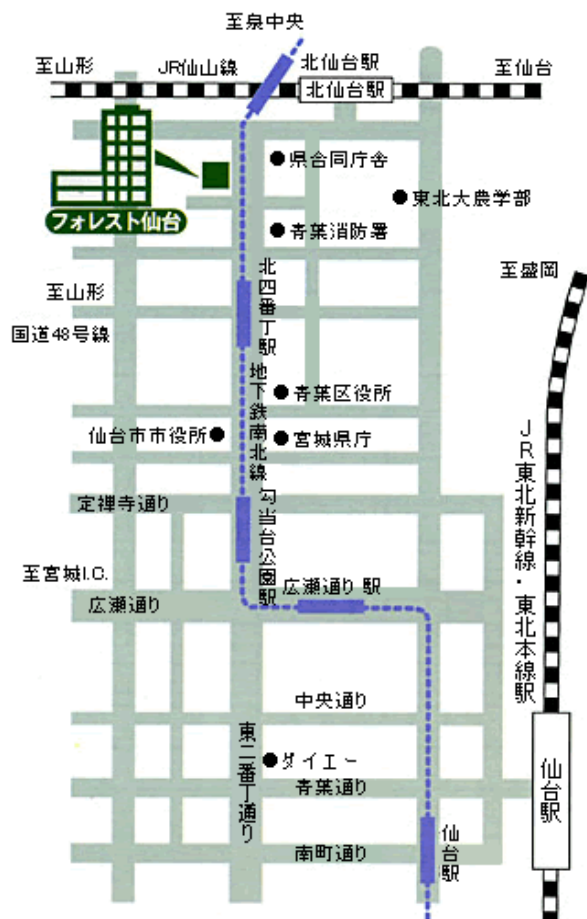 至泉中央
至山形
JR仙山線
北仙台駅
至仙台
北仙台駅
県合同庁舎
東北大農学部
フォレスト仙台
青葉消防署
至盛岡
北四番丁駅
至山形
国道48号線
地下鉄南北線
青葉区役所
仙台市市役所
宮城県庁
JR東北新幹線・東北本線駅
定禅寺通り
勾当台公園駅
至宮城I.C.
広瀬通り 駅
広瀬通り
中央通り
東二番丁通り
ダイエー
仙台駅
青葉通り
仙台駅
南町通り